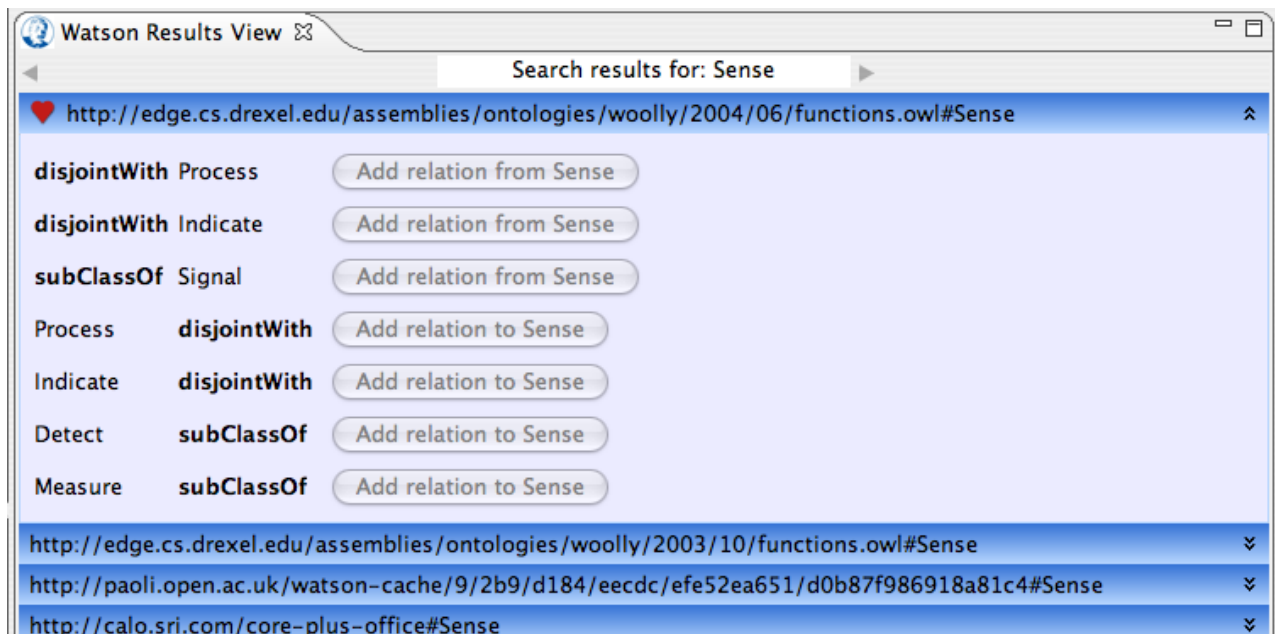 Watson Results View
Search results for: Sense
http://edge.cs.drexel.edu/assemblies/ontologies/woolly/2004/06/functions.owl#Sense
disjointWith Process Add relation from Sense
disjointWith Indicate Add relation from Sense
subClassOf Signal Add relation from Sense
Process disjointWith Add relation to Sense
Indicate disjointWith Add relation to Sense
Detect subClassOf Add relation to Sense
Measure subClassOf Add relation to Sense
http://edge.cs.drexel.edu/assemblies/ontologies/woolly/2003/10/functions.owl#Sense
http://paoli.open.ac.uk/watson-cache/9/2b9/d184/eecdc/efe52ea651/d0b87f986918a81c4#Sense
http://calo.sri.com/core-plus-office#Sense